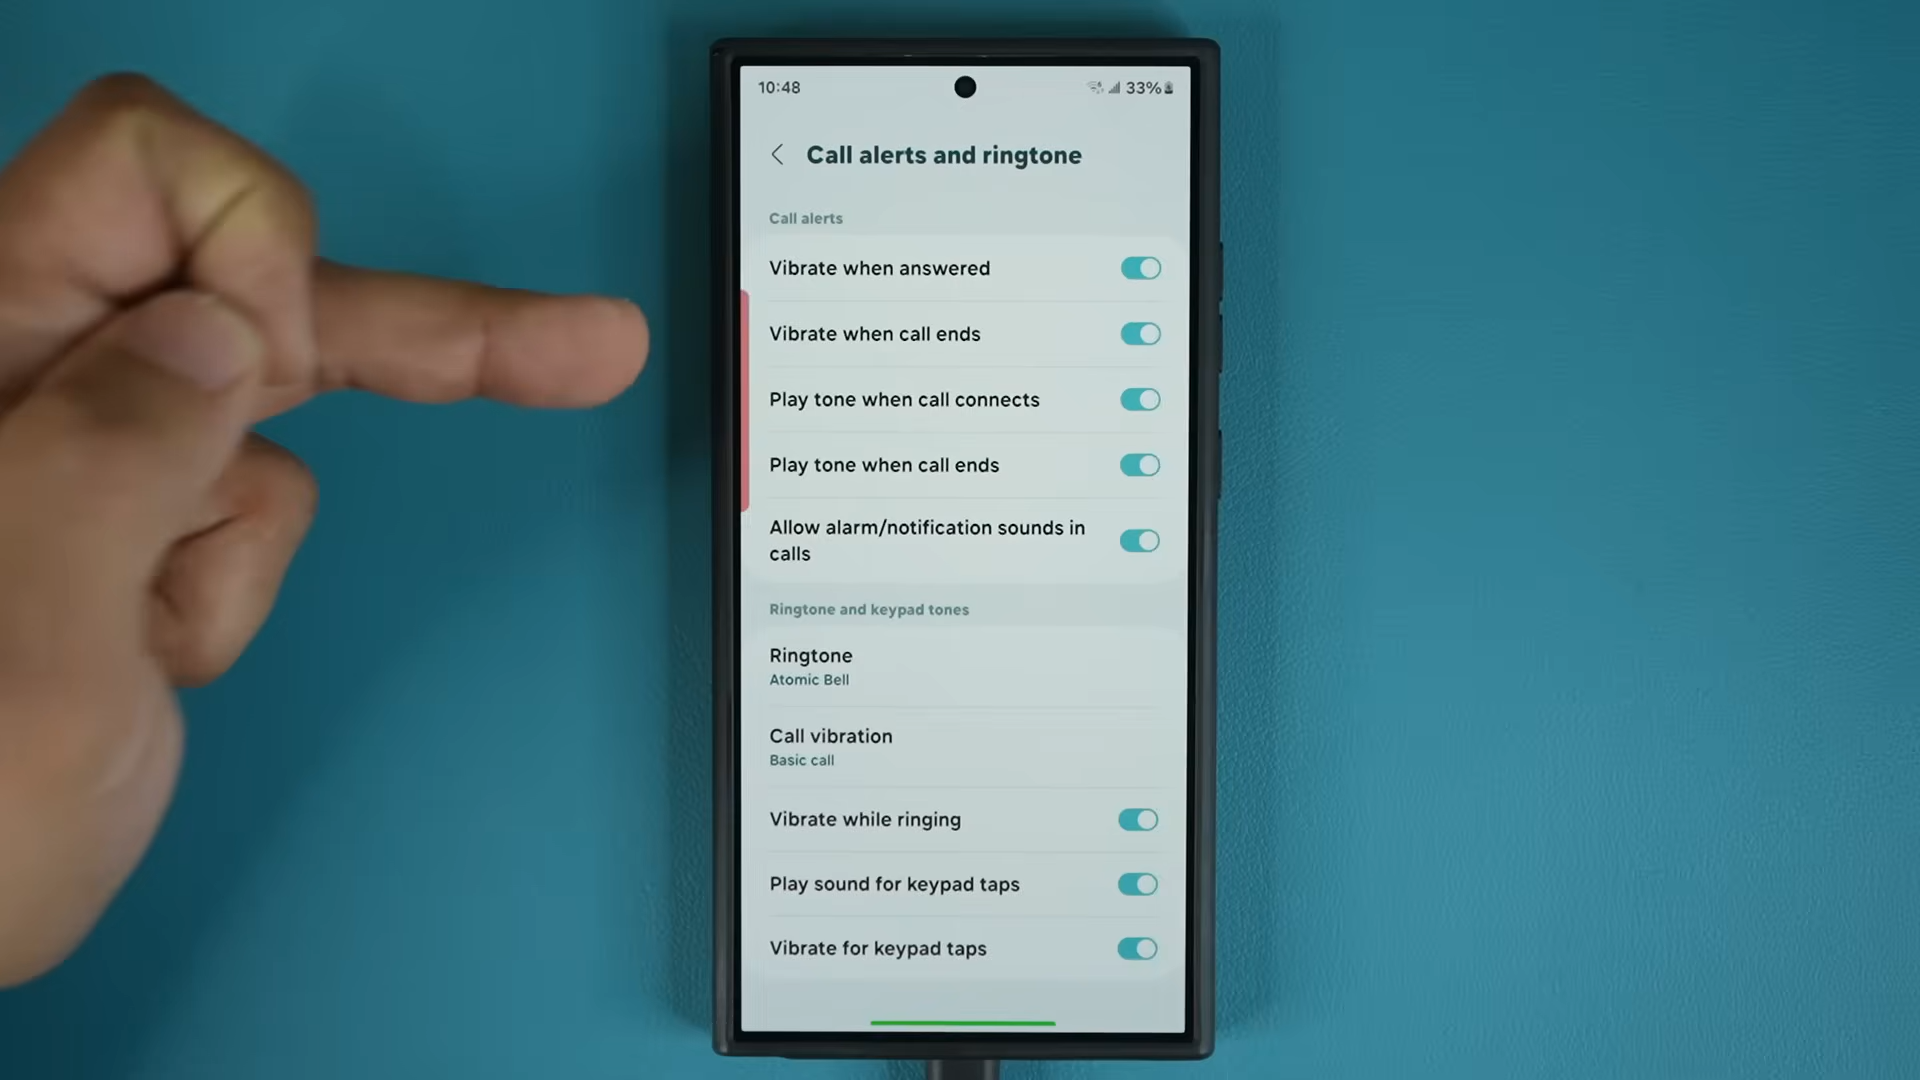 10:48
33%
Call alerts and ringtone
Call alerts
Vibrate when answered
Vibrate when call ends
Play tone when call connects
Play tone when call ends
Allow alarm/notification sounds in
calls
Ringtone and keypad tones
Ringtone
Atomic Bell
Call vibration
Basic call
Vibrate while ringing
Play sound for keypad taps
Vibrate for keypad taps